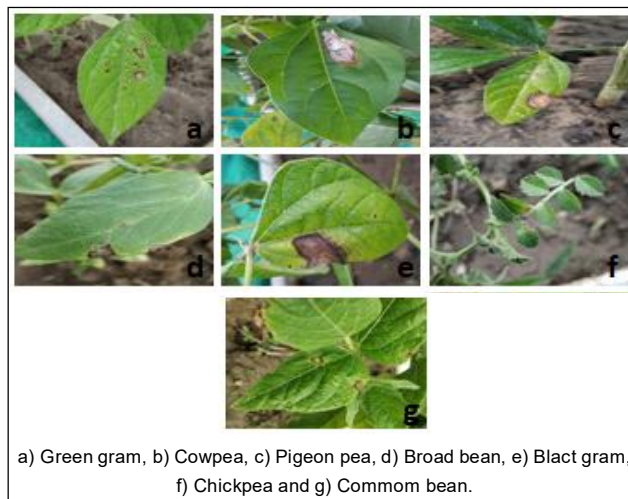 a
b
c
d
e
f
g
a) Green gram, b) Cowpea, c) Pigeon pea, d) Broad bean, e) Blact gram,
f) Chickpea and g) Commom bean.